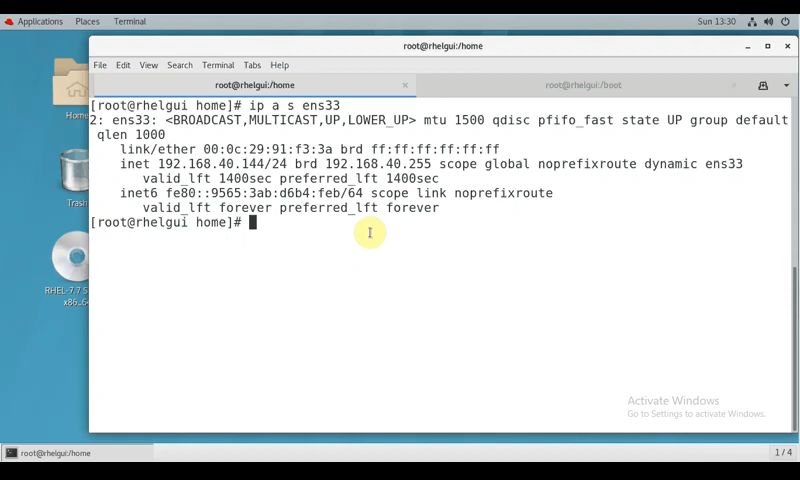 Applications Places Terminal Sun 13:30
root@rhelgui:/home
File Edit View Search Terminal Tabs Help
root@rhelgui:/home × root@rhelgui:/boot ×
[root@rhelgui home]# ip a s ens33
2: ens33: <BROADCAST,MULTICAST,UP,LOWER_UP> mtu 1500 qdisc pfifo_fast state UP group default
qlen 1000
link/ether 00:0c:29:91:f3:3a brd ff:ff:ff:ff:ff:ff
inet 192.168.40.144/24 brd 192.168.40.255 scope global noprefixroute dynamic ens33
valid_lft 1400sec preferred_lft 1400sec
inet6 fe80::9565:3ab:d6b4:feb/64 scope link noprefixroute
valid_lft forever preferred_lft forever
[root@rhelgui home]#
Home
Trash
RHEL-7.7 S
x86_64
Activate Windows
Go to Settings to activate Windows.
root@rhelgui:/home 1 / 4